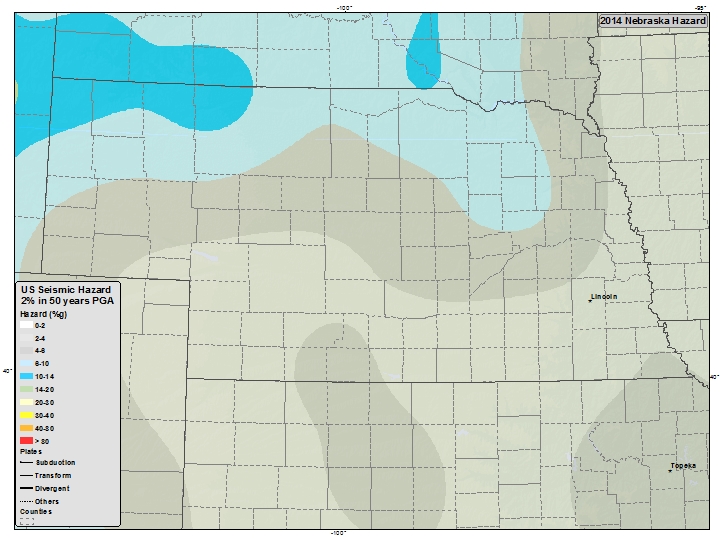 -100°
-95°
2014 Nebraska Hazard
Lincoln
US Seismic Hazard
2% in 50 years PGA
Hazard (%g)
0-2
2-4
4-6
6-10
10-14
14-20
20-30
30-40
40-80
> 80
Plates
Subduction
Transform
Divergent
Others
Counties
40°
40°
Topeka
-100°